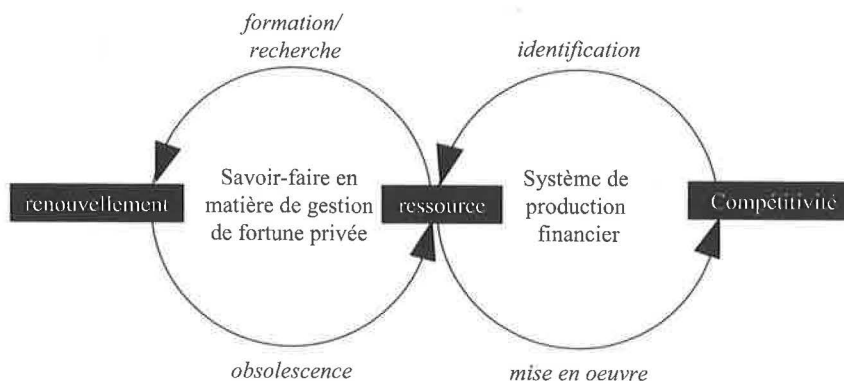 formation/
recherche
identification
renouvellement
Savoir-faire en
matière de gestion
de fortune privée
ressource
Système de
production
financier
Compétitivité
obsolescence
mise en oeuvre